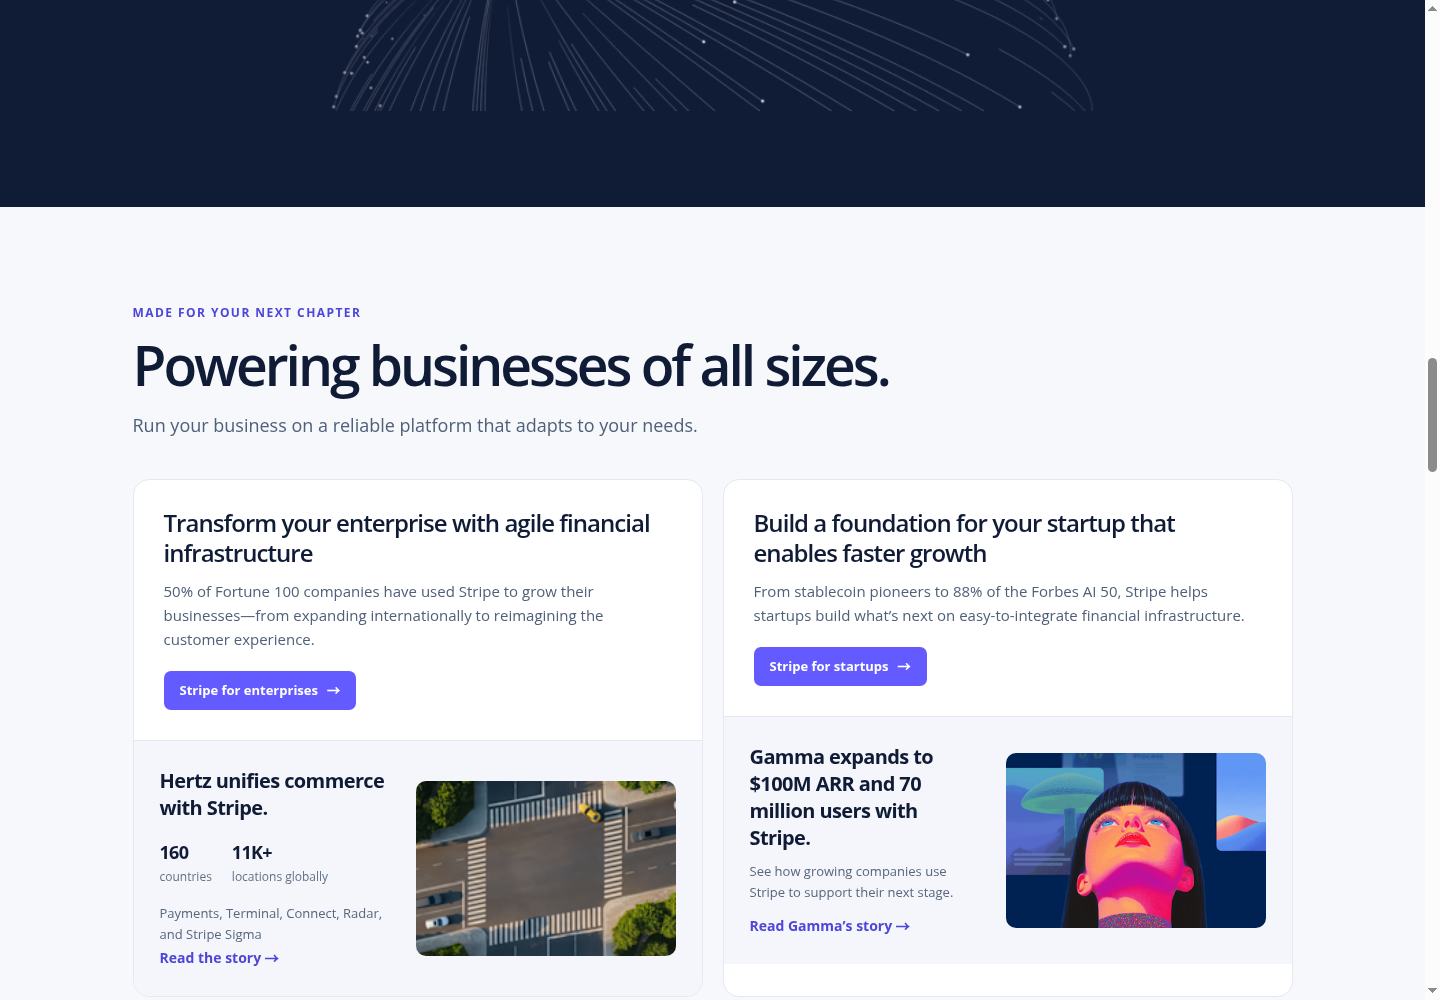 MADE FOR YOUR NEXT CHAPTER
Powering businesses of all sizes.
Run your business on a reliable platform that adapts to your needs.
Transform your enterprise with agile financial
infrastructure
50% of Fortune 100 companies have used Stripe to grow their
businesses—from expanding internationally to reimagining the
customer experience.
Stripe for enterprises →
Hertz unifies commerce
with Stripe.
160 11K+
countries locations globally
Payments, Terminal, Connect, Radar,
and Stripe Sigma
Read the story →
Build a foundation for your startup that
enables faster growth
From stablecoin pioneers to 88% of the Forbes AI 50, Stripe helps
startups build what’s next on easy-to-integrate financial infrastructure.
Stripe for startups →
Gamma expands to
$100M ARR and 70
million users with
Stripe.
See how growing companies use
Stripe to support their next stage.
Read Gamma’s story →